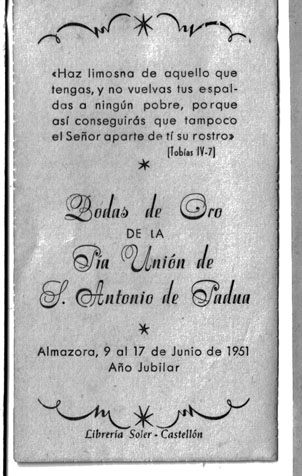 «Haz limosna de aquello que
tengas, y no vuelvas tus espal-
das a ningún pobre, porque
así conseguirás que tampoco
el Señor aparte de tí su rostro»
(Tobías IV-7)
Bodas de Oro
DE LA
Pía Unión de
S. Antonio de Padua
Almazora, 9 al 17 de Junio de 1951
Año Jubilar
Librería Soler - Castellón